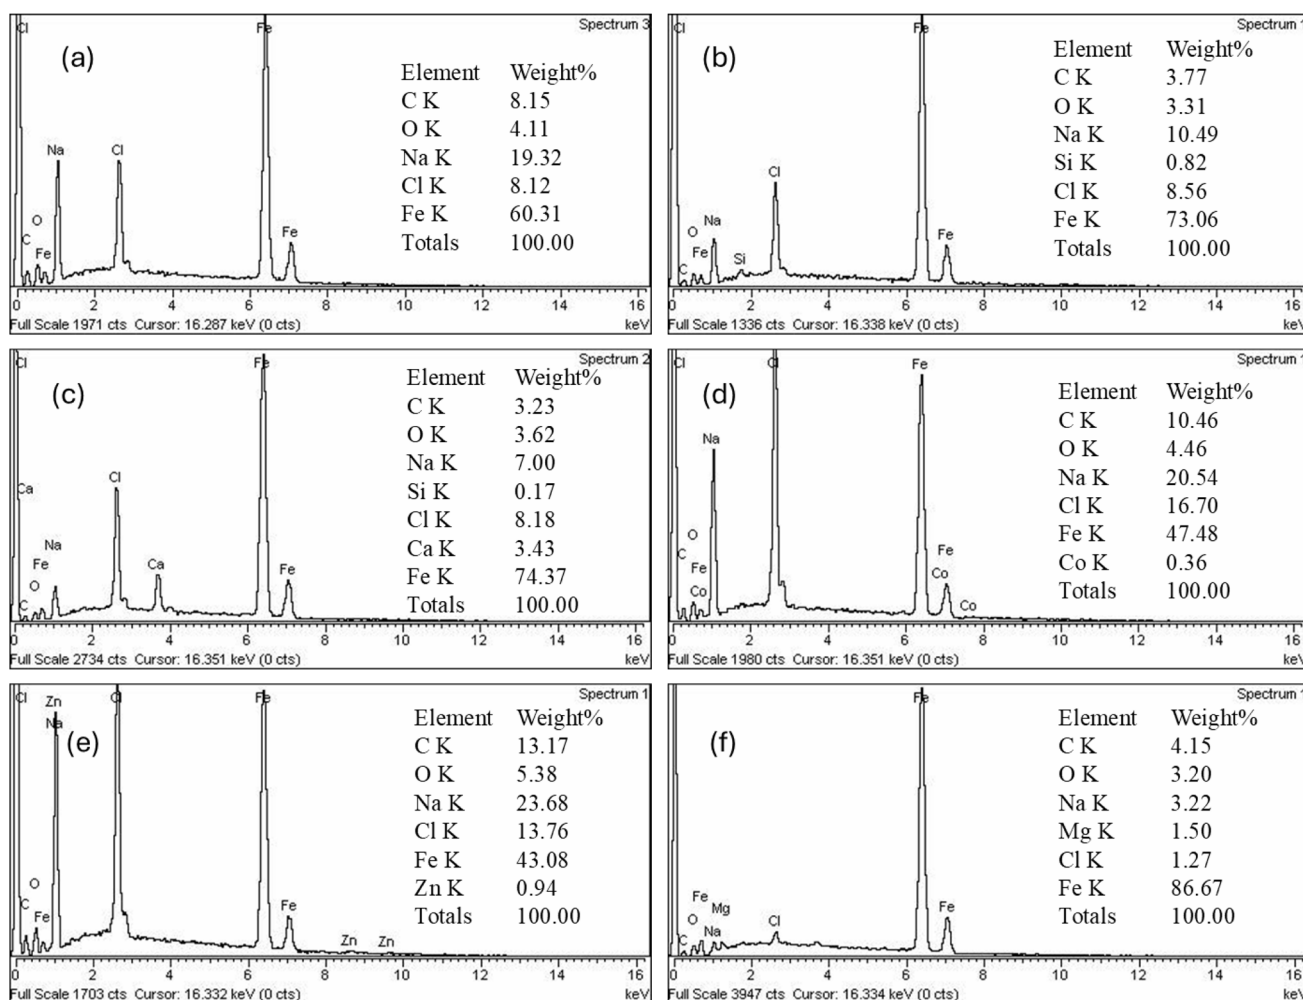 Cl
Fe
Spectrum 3
(a)
Element Weight%
C K 8.15
O K 4.11
Na K 19.32
Cl K 8.12
Fe K 60.31
Totals 100.00
Na
Cl
O
C
Fe
Fe
0 2 4 6 8 10 12 14 16
Full Scale 1971 cts Cursor: 16.287 keV (0 cts) keV
Cl
Fe
Spectrum 1
(b)
Element Weight%
C K 3.77
O K 3.31
Na K 10.49
Si K 0.82
Cl K 8.56
Fe K 73.06
Totals 100.00
Cl
Na
O
Fe
Fe
Si
C
0 2 4 6 8 10 12 14 16
Full Scale 1336 cts Cursor: 16.338 keV (0 cts) keV
Cl
Fe
Spectrum 2
(c)
Element Weight%
C K 3.23
O K 3.62
Na K 7.00
Si K 0.17
Cl K 8.18
Ca K 3.43
Fe K 74.37
Totals 100.00
Cl
Ca
Na
Fe
Ca
Fe
O
C
0 2 4 6 8 10 12 14 16
Full Scale 2734 cts Cursor: 16.351 keV (0 cts) keV
Cl
Cl
Fe
Spectrum 1
(d)
Element Weight%
C K 10.46
O K 4.46
Na K 20.54
Cl K 16.70
Fe K 47.48
Co K 0.36
Totals 100.00
Na
O
C
Fe
Fe
Co
Co
Co
0 2 4 6 8 10 12 14 16
Full Scale 1980 cts Cursor: 16.351 keV (0 cts) keV
Cl
Zn
Na
Cl
Fe
Spectrum 1
(e)
Element Weight%
C K 13.17
O K 5.38
Na K 23.68
Cl K 13.76
Fe K 43.08
Zn K 0.94
Totals 100.00
O
C
Fe
Fe
Zn
Zn
0 2 4 6 8 10 12 14 16
Full Scale 1703 cts Cursor: 16.332 keV (0 cts) keV
Fe
Spectrum 1
(f)
Element Weight%
C K 4.15
O K 3.20
Na K 3.22
Mg K 1.50
Cl K 1.27
Fe K 86.67
Totals 100.00
Fe
Mg
O
Cl
Fe
Na
C
0 2 4 6 8 10 12 14 16
Full Scale 3947 cts Cursor: 16.334 keV (0 cts) keV